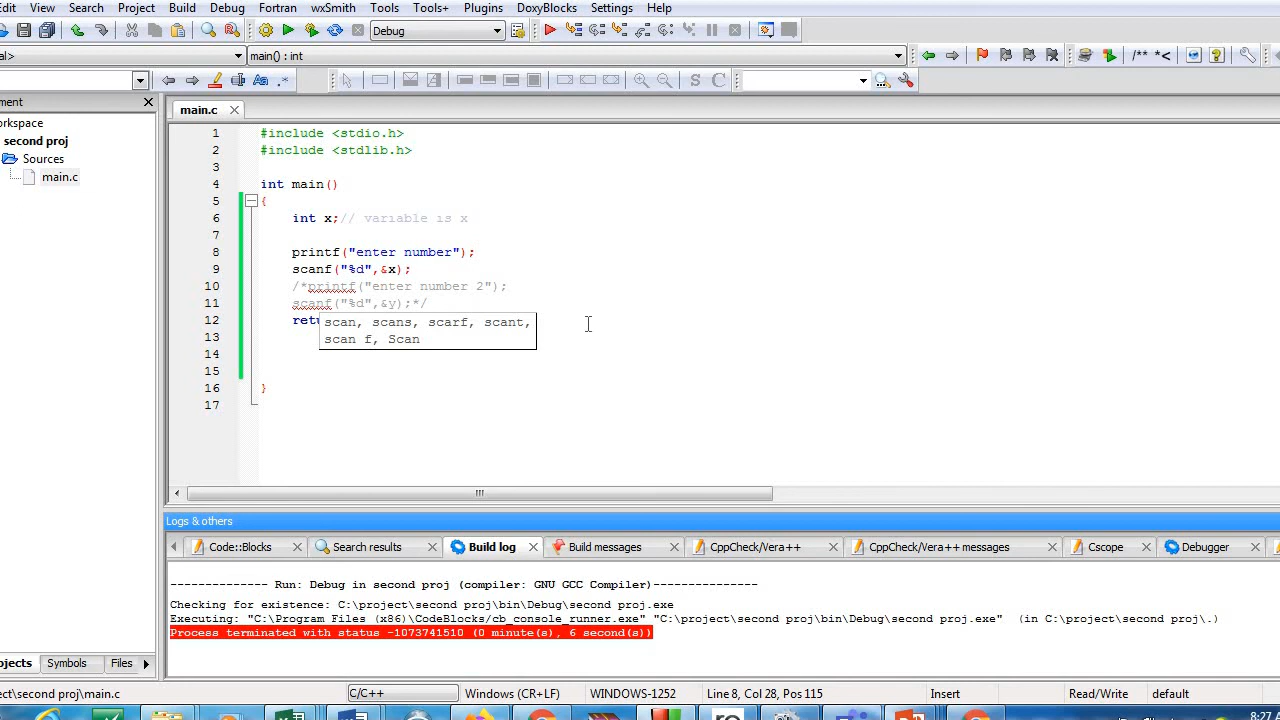 Edit View Search Project Build Debug Fortran wxSmith Tools Tools+ Plugins DoxyBlocks Settings Help
Debug
main() : int
/** *<
S C
main.c
second proj
Sources
main.c
1 #include <stdio.h>
2 #include <stdlib.h>
3
4 int main()
5 {
6 int x;// variable is x
7
8 printf("enter number");
9 scanf("%d",&x);
10 /*printf("enter number 2");
11 scanf("%d",&y);*/
12 retu
scan, scans, scarf, scant,
13
scan f, Scan
14
15
16 }
17
Logs & others
Code::Blocks Search results Build log Build messages CppCheck/Vera++ CppCheck/Vera++ messages Cscope Debugger
-------------- Run: Debug in second proj (compiler: GNU GCC Compiler)---------------
Checking for existence: C:\project\second proj\bin\Debug\second proj.exe
Executing: "C:\Program Files (x86)\CodeBlocks/cb_console_runner.exe" "C:\project\second proj\bin\Debug\second proj.exe" (in C:\project\second proj\.)
Process terminated with status -1073741510 (0 minute(s), 6 second(s))
ojects Symbols Files
ect\second proj\main.c C/C++ Windows (CR+LF) WINDOWS-1252 Line 8, Col 28, Pos 115 Insert Read/Write default
8:27